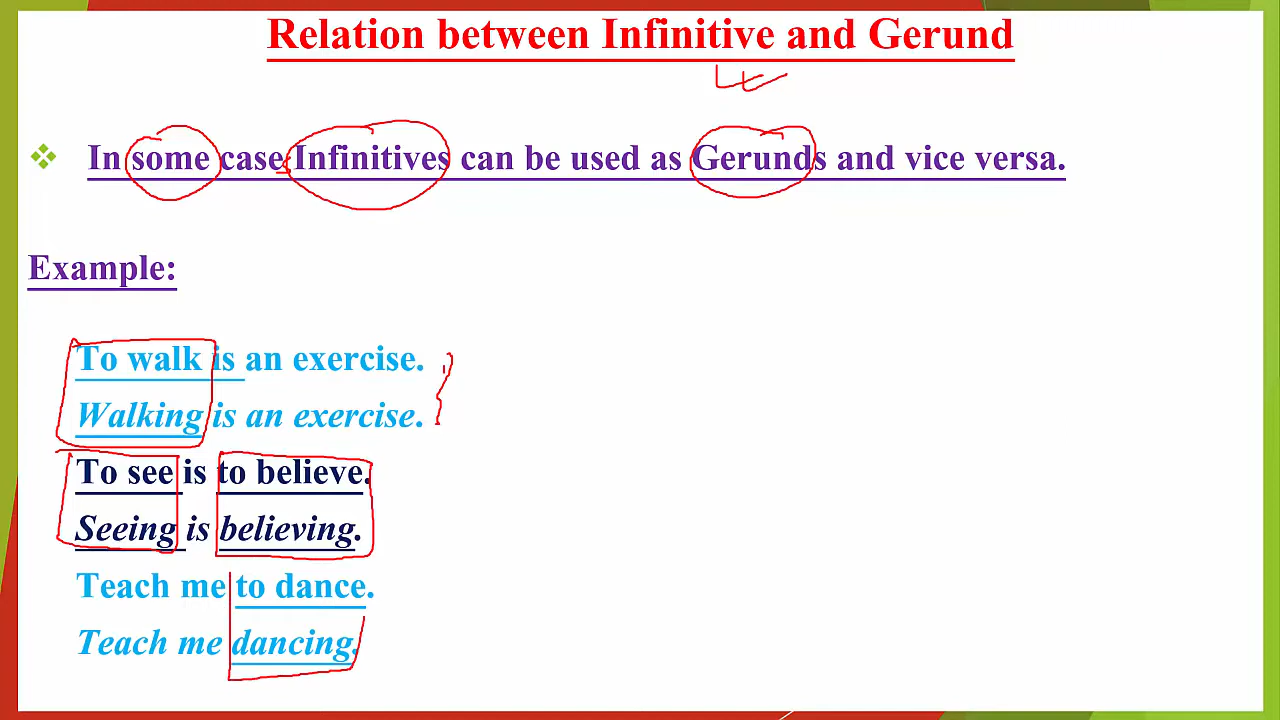 Relation between Infinitive and Gerund
In some case Infinitives can be used as Gerunds and vice versa.
Example:
To walk is an exercise.
Walking is an exercise.
To see is to believe.
Seeing is believing.
Teach me to dance.
Teach me dancing.